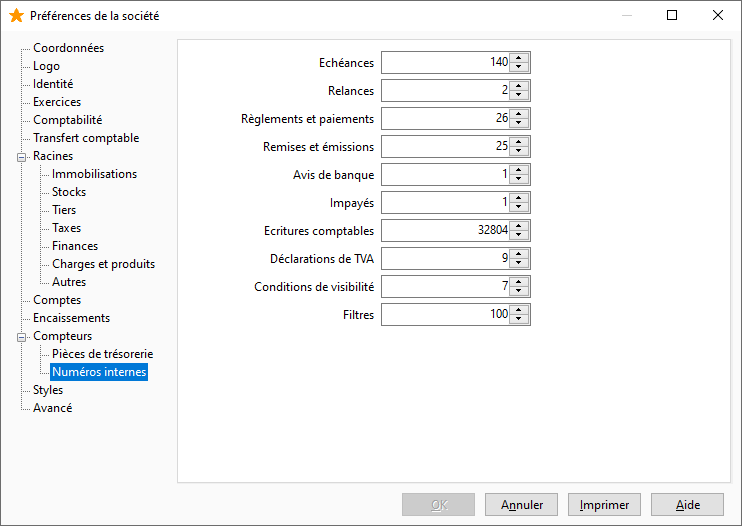 Préférences de la société
Coordonnées
Logo
Identité
Exercices
Comptabilité
Transfert comptable
Racines
Immobilisations
Stocks
Tiers
Taxes
Finances
Charges et produits
Autres
Comptes
Encaissements
Compteurs
Pièces de trésorerie
Numéros internes
Styles
Avancé
Echéances 140
Relances 2
Règlements et paiements 26
Remises et émissions 25
Avis de banque 1
Impayés 1
Ecritures comptables 32804
Déclarations de TVA 9
Conditions de visibilité 7
Filtres 100
OK Annuler Imprimer Aide